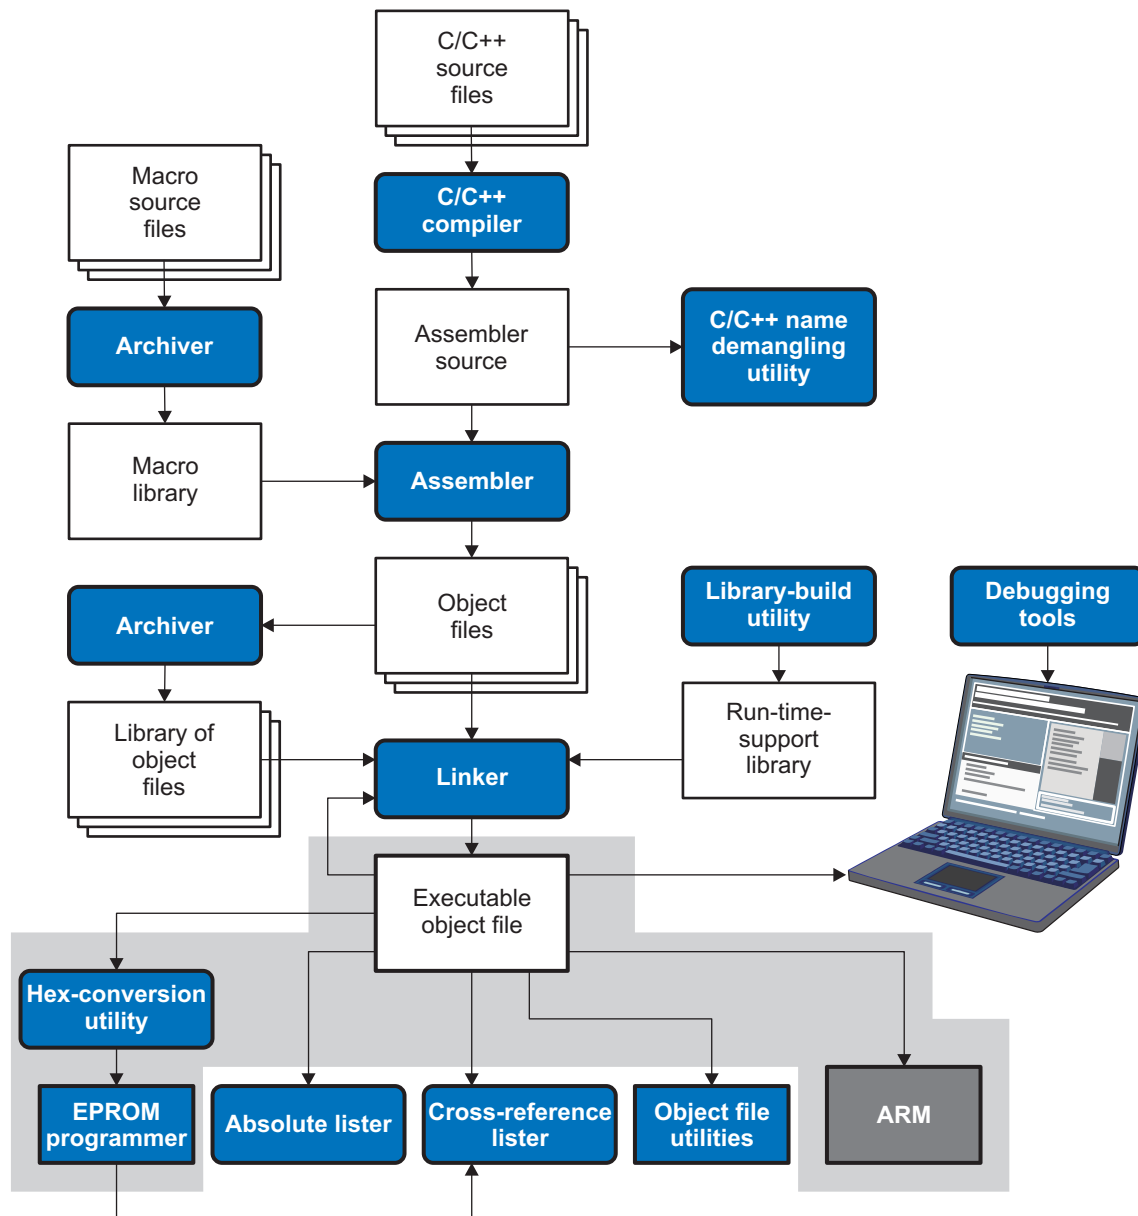 C/C++
source
files
Macro
source
files
C/C++
compiler
Archiver
Assembler
source
C/C++ name
demangling
utility
Macro
library
Assembler
Archiver
Object
files
Library-build
utility
Debugging
tools
Library of
object
files
Linker
Run-time-
support
library
Executable
object file
Hex-conversion
utility
EPROM
programmer
Absolute lister
Cross-reference
lister
Object file
utilities
ARM